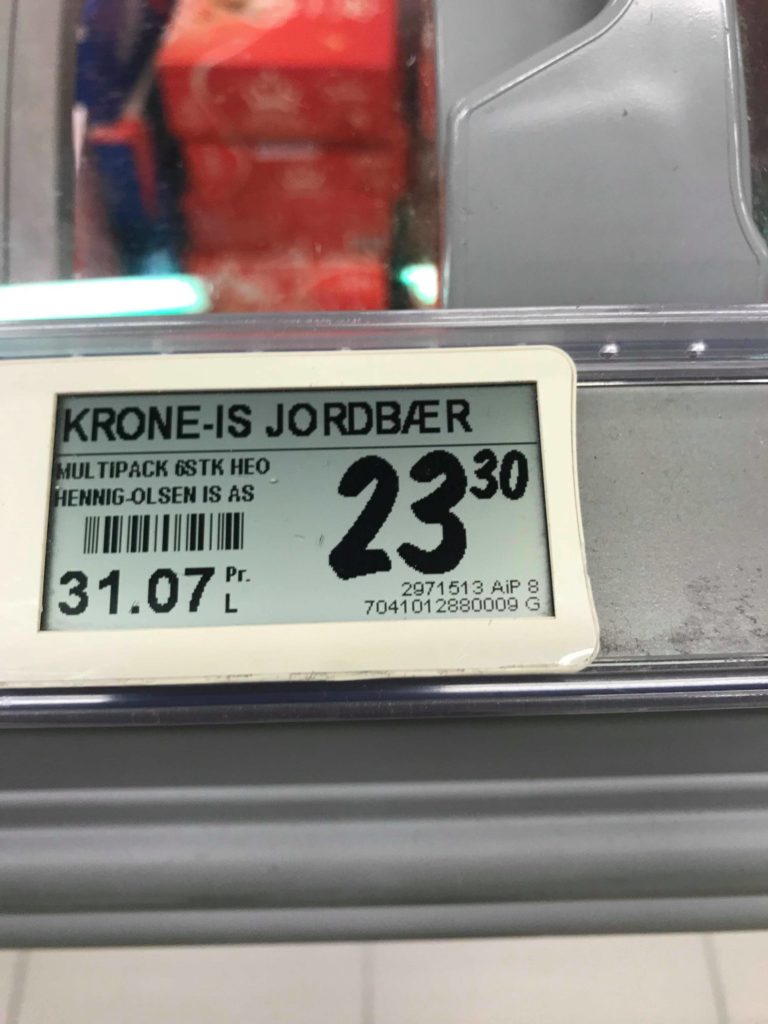 KRONE-IS JORDBÆR
MULTIPACK 6STK HEO
HENNIG-OLSEN IS AS
23 30
31.07 Pr. L
2971513 AiP 8
7041012880009 G